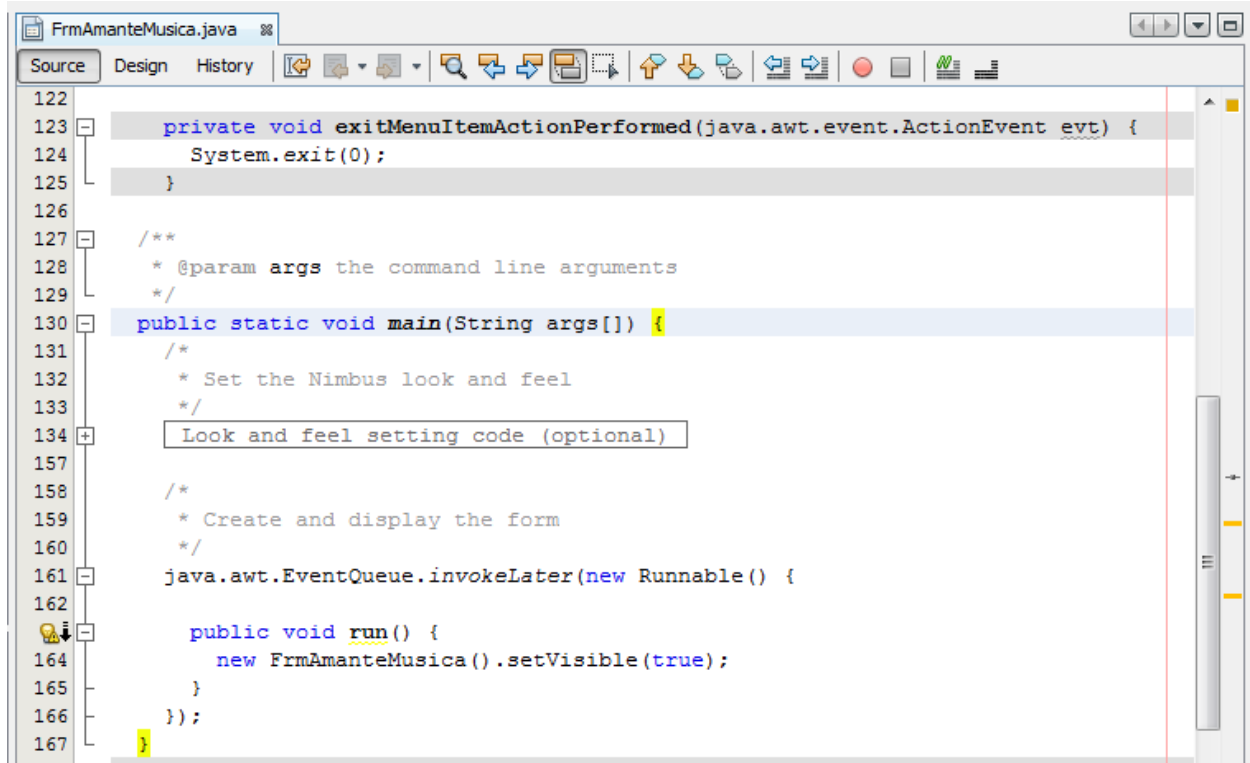 FrmAmanteMusica.java
Source Design History
122
123 private void exitMenuItemActionPerformed(java.awt.event.ActionEvent evt) {
124 System.exit(0);
125 }
126
127 /**
128 * @param args the command line arguments
129 */
130 public static void main(String args[]) {
131 /*
132 * Set the Nimbus look and feel
133 */
134 Look and feel setting code (optional)
157
158 /*
159 * Create and display the form
160 */
161 java.awt.EventQueue.invokeLater(new Runnable() {
162
public void run() {
164 new FrmAmanteMusica().setVisible(true);
165 }
166 });
167 }